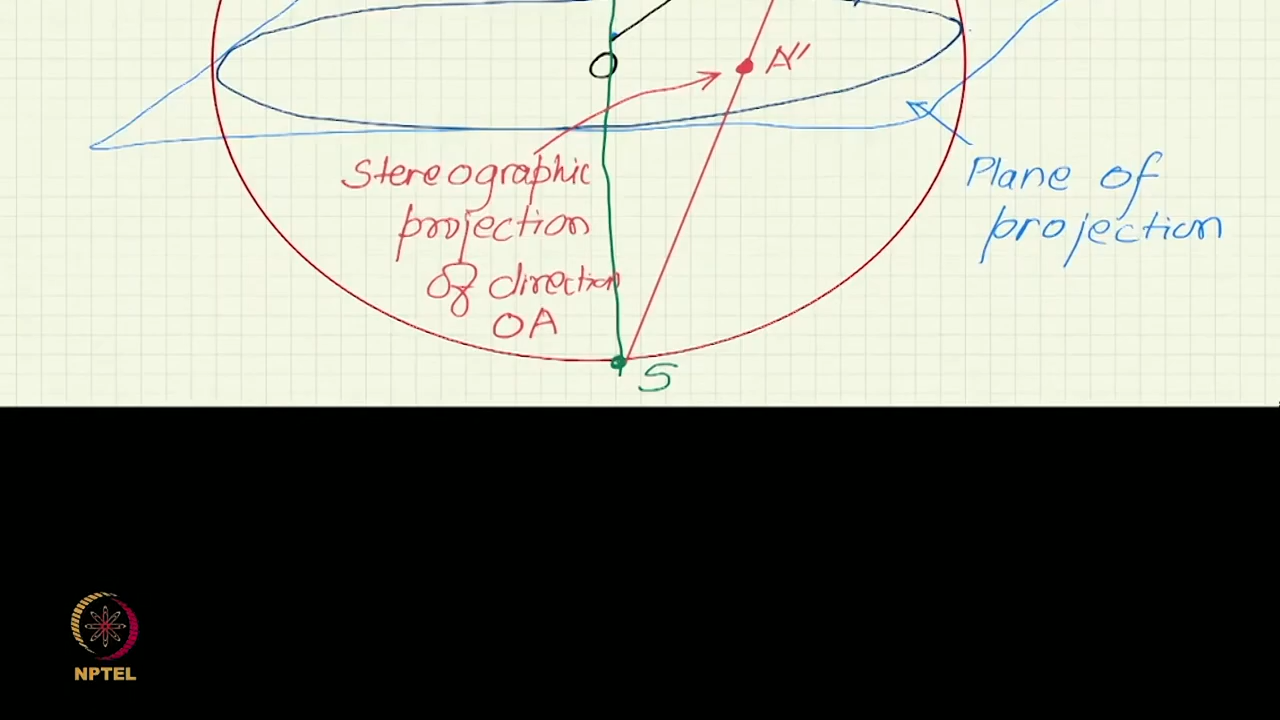 O
A''
Stereographic
projection
of direction
OA
Plane of
projection
S
NPTEL